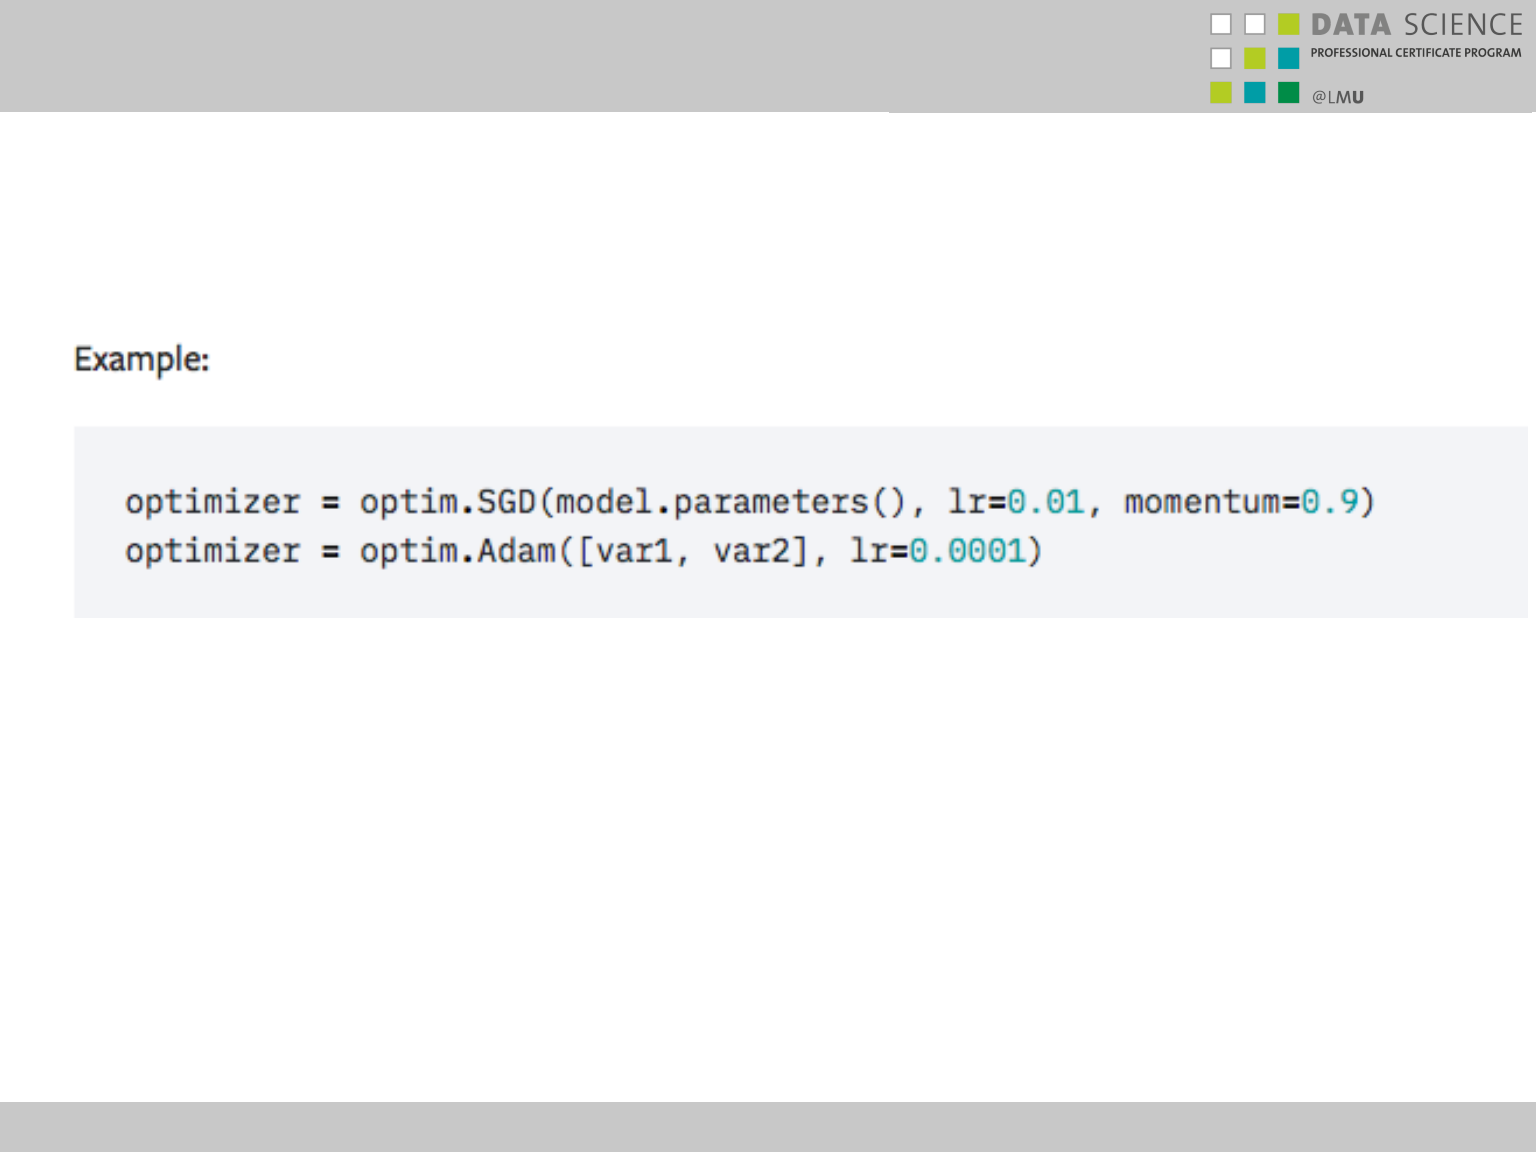 DATA SCIENCE
PROFESSIONAL CERTIFICATE PROGRAM
@LMU
Example:
optimizer = optim.SGD(model.parameters(), lr=0.01, momentum=0.9)
optimizer = optim.Adam([var1, var2], lr=0.0001)